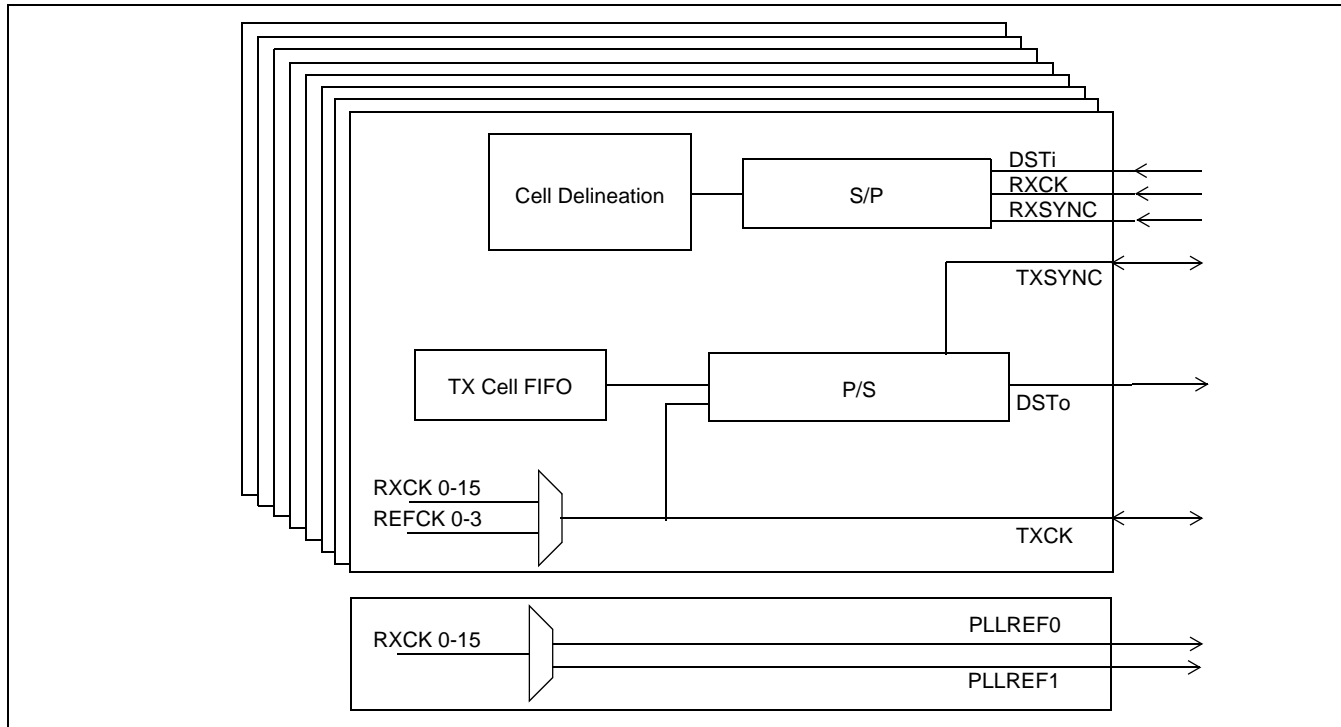 DSTi
Cell Delineation
S/P
RXCK
RXSYNC
TXSYNC
TX Cell FIFO
P/S
DSTo
RXCK 0-15
REFCK 0-3
TXCK
RXCK 0-15
PLLREF0
PLLREF1